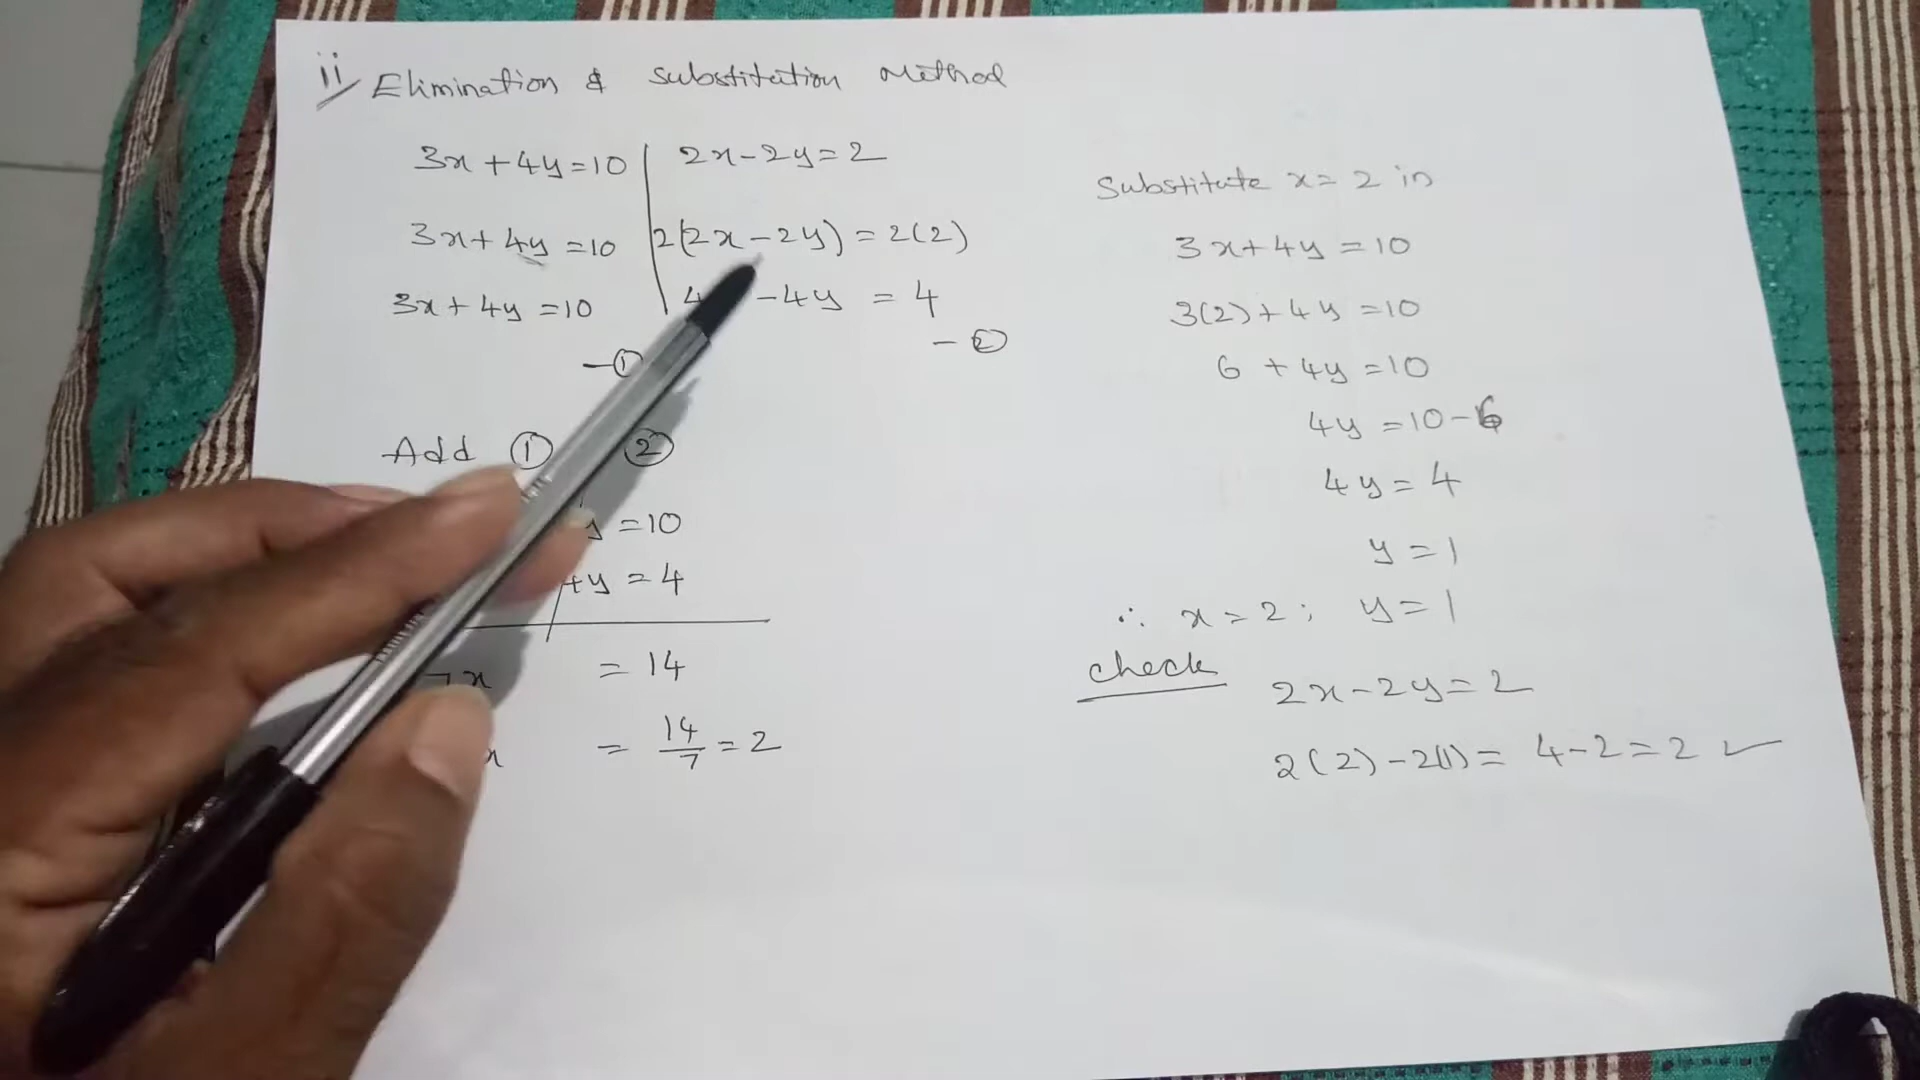 ii Elimination & Substitution Method
3x + 4y = 10 | 2x - 2y = 2
3x + 4y = 10 | 2(2x - 2y) = 2(2)
3x + 4y = 10 | 4 - 4y = 4
- ① - ②
Add ① ②
y = 10
4y = 4
7x = 14
x = 14/7 = 2
Substitute x = 2 in
3x + 4y = 10
3(2) + 4y = 10
6 + 4y = 10
4y = 10 - 6
4y = 4
y = 1
∴ x = 2; y = 1
check 2x - 2y = 2
2(2) - 2(1) = 4 - 2 = 2 ✓